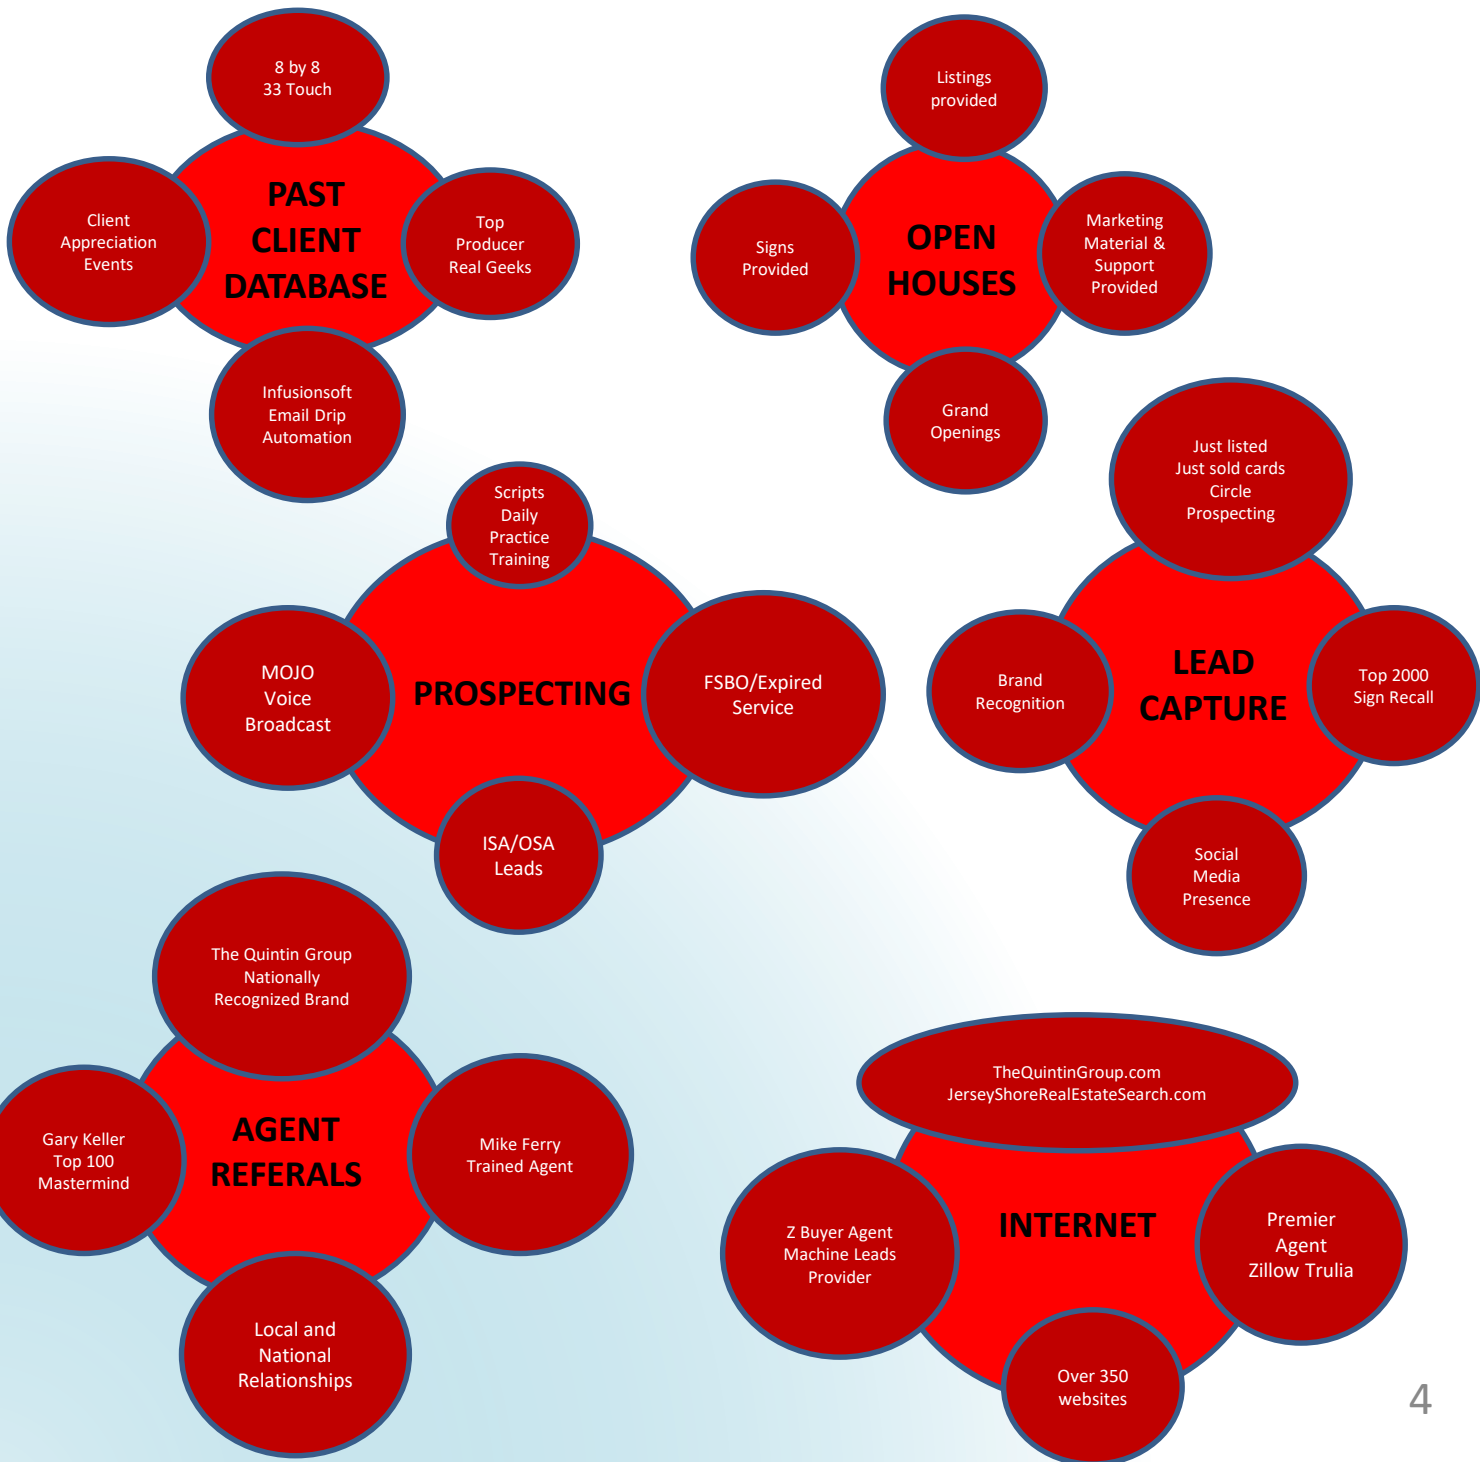 8 by 8
33 Touch
Client
Appreciation
Events
PAST
CLIENT
DATABASE
Top
Producer
Real Geeks
Infusionsoft
Email Drip
Automation
Listings
provided
Signs
Provided
OPEN
HOUSES
Marketing
Material &
Support
Provided
Grand
Openings
Scripts
Daily
Practice
Training
MOJO
Voice
Broadcast
PROSPECTING
FSBO/Expired
Service
ISA/OSA
Leads
Just listed
Just sold cards
Circle
Prospecting
Brand
Recognition
LEAD
CAPTURE
Top 2000
Sign Recall
Social
Media
Presence
The Quintin Group
Nationally
Recognized Brand
Gary Keller
Top 100
Mastermind
AGENT
REFERALS
Mike Ferry
Trained Agent
Local and
National
Relationships
TheQuintinGroup.com
JerseyShoreRealEstateSearch.com
Z Buyer Agent
Machine Leads
Provider
INTERNET
Premier
Agent
Zillow Trulia
Over 350
websites
4